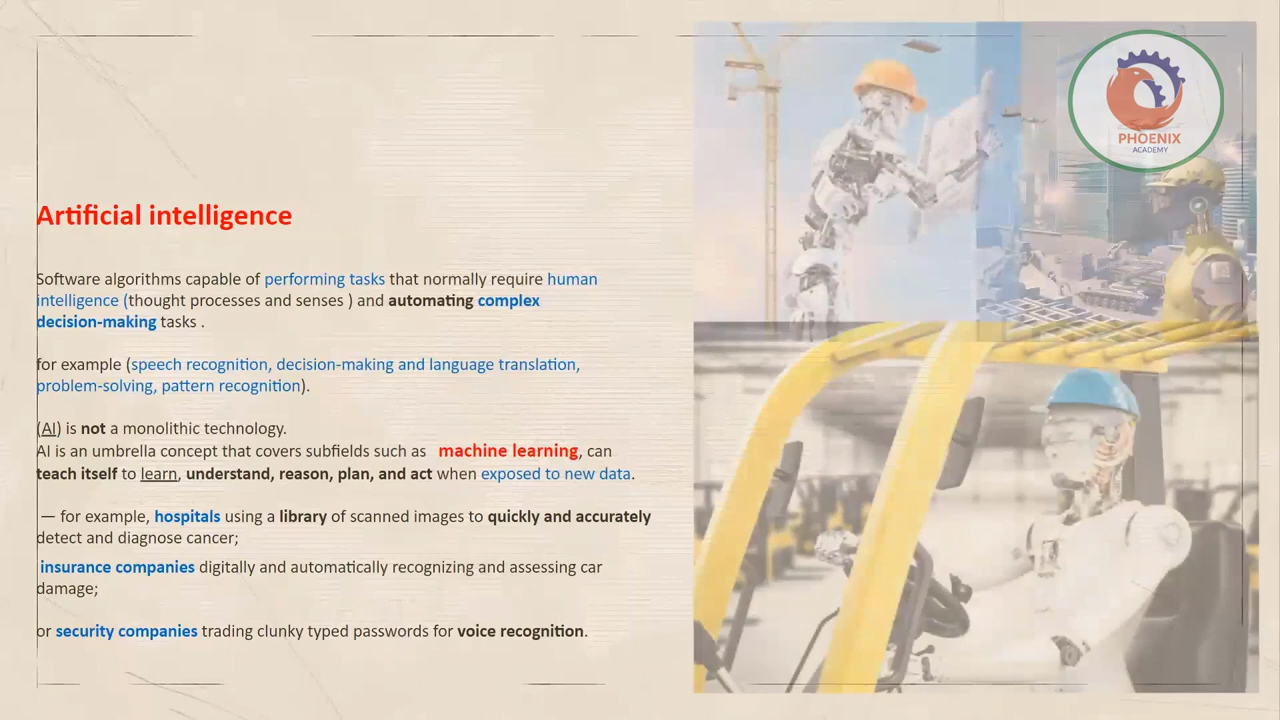 PHOENIX
ACADEMY
Artificial intelligence
Software algorithms capable of performing tasks that normally require human
intelligence (thought processes and senses ) and automating complex
decision-making tasks .
for example (speech recognition, decision-making and language translation,
problem-solving, pattern recognition).
(AI) is not a monolithic technology.
AI is an umbrella concept that covers subfields such as machine learning, can
teach itself to learn, understand, reason, plan, and act when exposed to new data.
— for example, hospitals using a library of scanned images to quickly and accurately
detect and diagnose cancer;
insurance companies digitally and automatically recognizing and assessing car
damage;
or security companies trading clunky typed passwords for voice recognition.